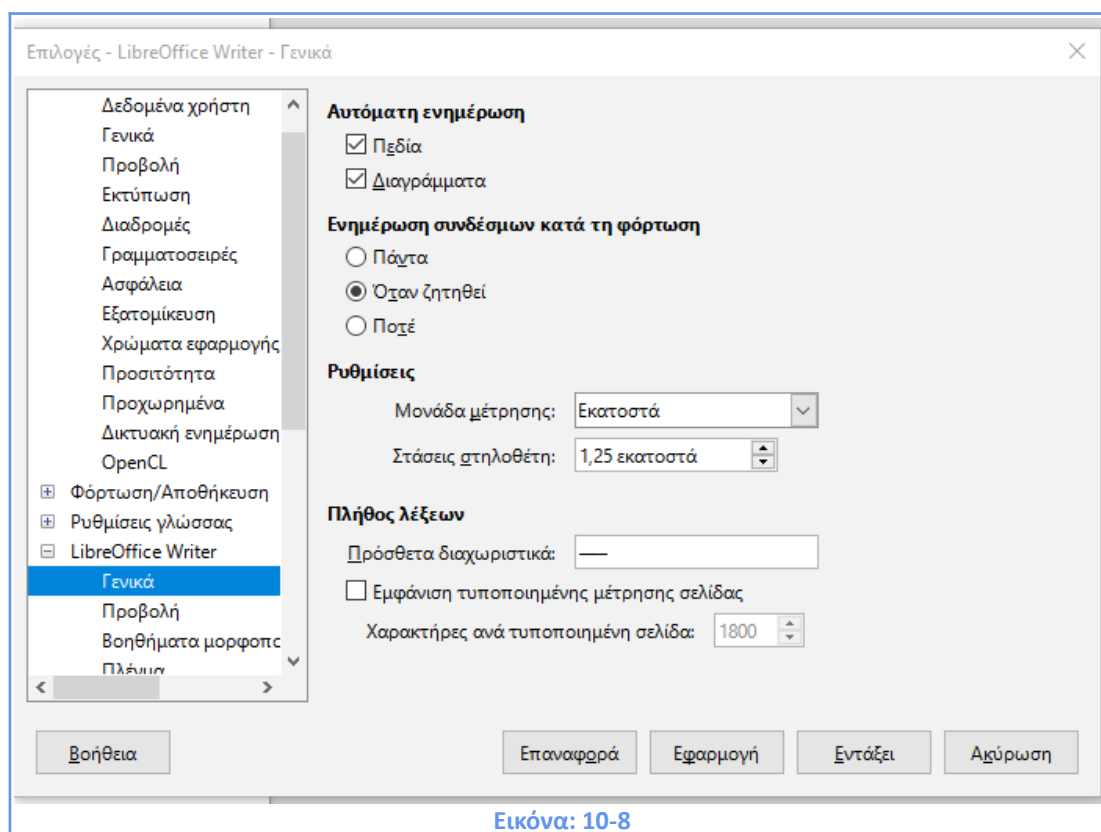 Επιλογές - LibreOffice Writer - Γενικά
Δεδομένα χρήστη
Γενικά
Προβολή
Εκτύπωση
Διαδρομές
Γραμματοσειρές
Ασφάλεια
Εξατομίκευση
Χρώματα εφαρμογής
Προσιτότητα
Προχωρημένα
Δικτυακή ενημέρωση
OpenCL
Φόρτωση/Αποθήκευση
Ρυθμίσεις γλώσσας
LibreOffice Writer
Γενικά
Προβολή
Βοηθήματα μορφοπο
Πλέγμα
Αυτόματη ενημέρωση
Πεδία
Διαγράμματα
Ενημέρωση συνδέσμων κατά τη φόρτωση
Πάντα
Όταν ζητηθεί
Ποτέ
Ρυθμίσεις
Μονάδα μέτρησης: Εκατοστά
Στάσεις στηλοθέτη: 1,25 εκατοστά
Πλήθος λέξεων
Πρόσθετα διαχωριστικά: —–
Εμφάνιση τυποποιημένης μέτρησης σελίδας
Χαρακτήρες ανά τυποποιημένη σελίδα: 1800
Βοήθεια Επαναφορά Εφαρμογή Εντάξει Ακύρωση
Εικόνα: 10-8